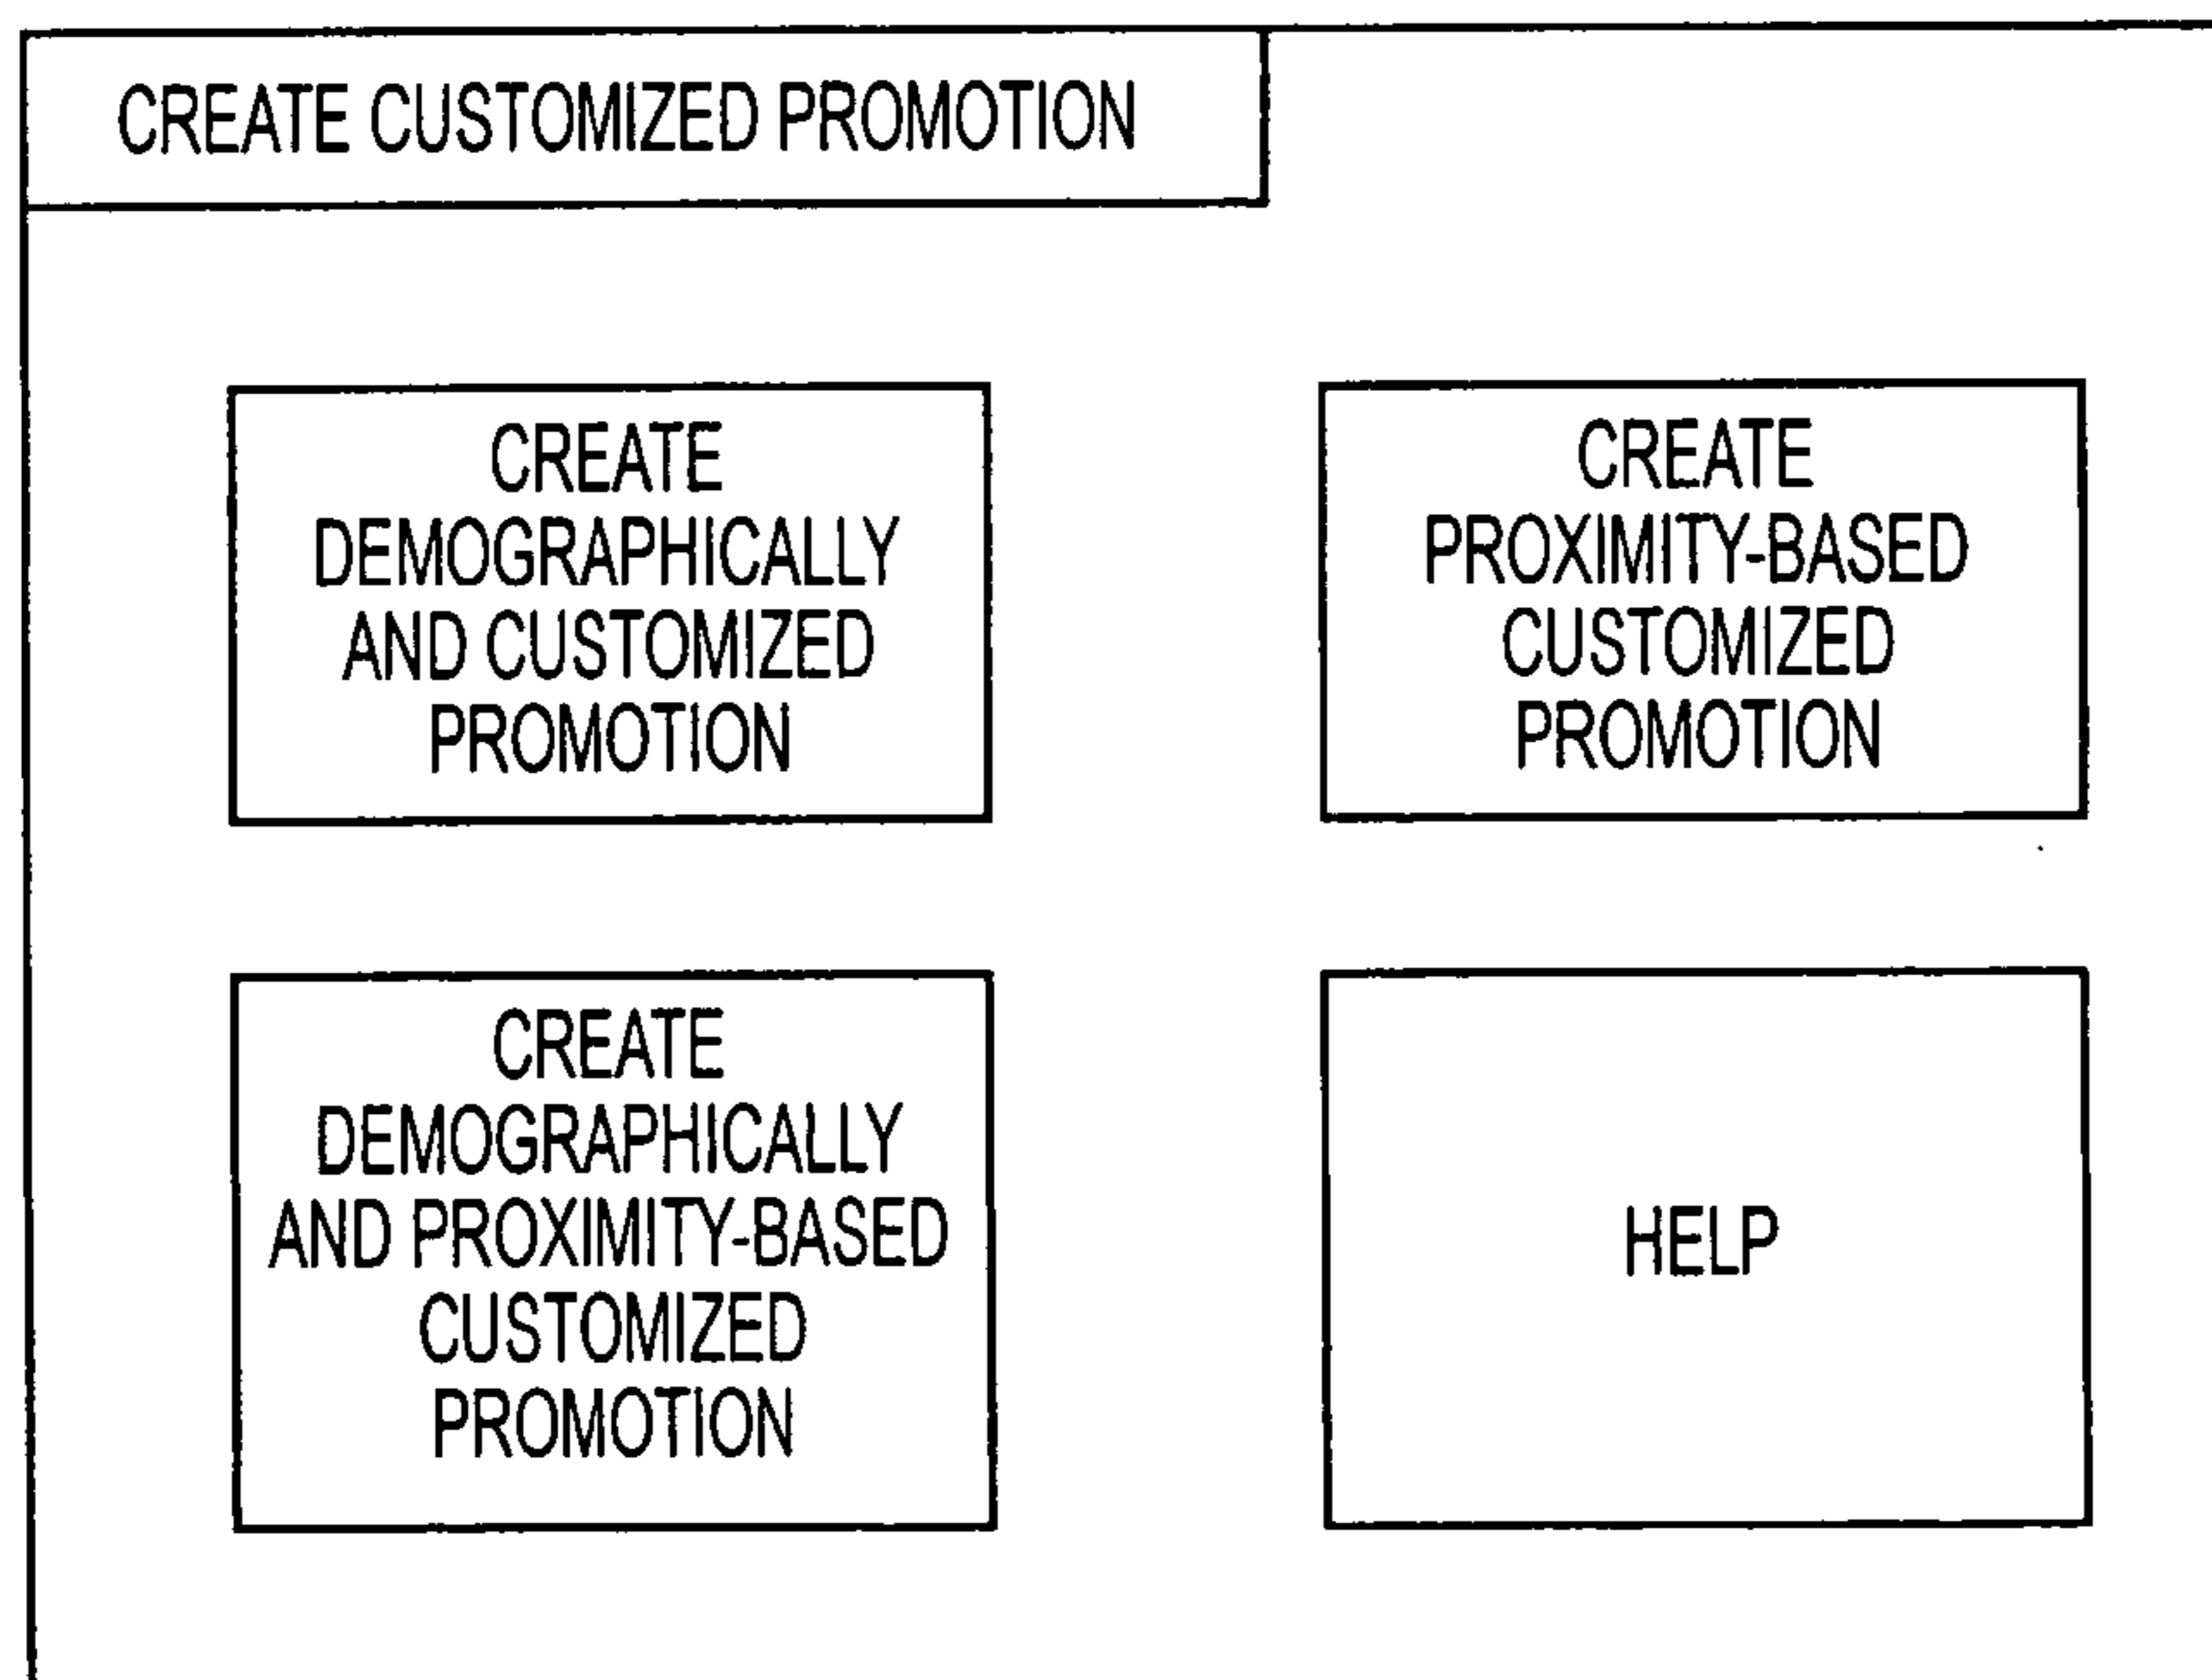 CREATE CUSTOMIZED PROMOTION
CREATE
DEMOGRAPHICALLY
AND CUSTOMIZED
PROMOTION
CREATE
PROXIMITY-BASED
CUSTOMIZED
PROMOTION
CREATE
DEMOGRAPHICALLY
AND PROXIMITY-BASED
CUSTOMIZED
PROMOTION
HELP